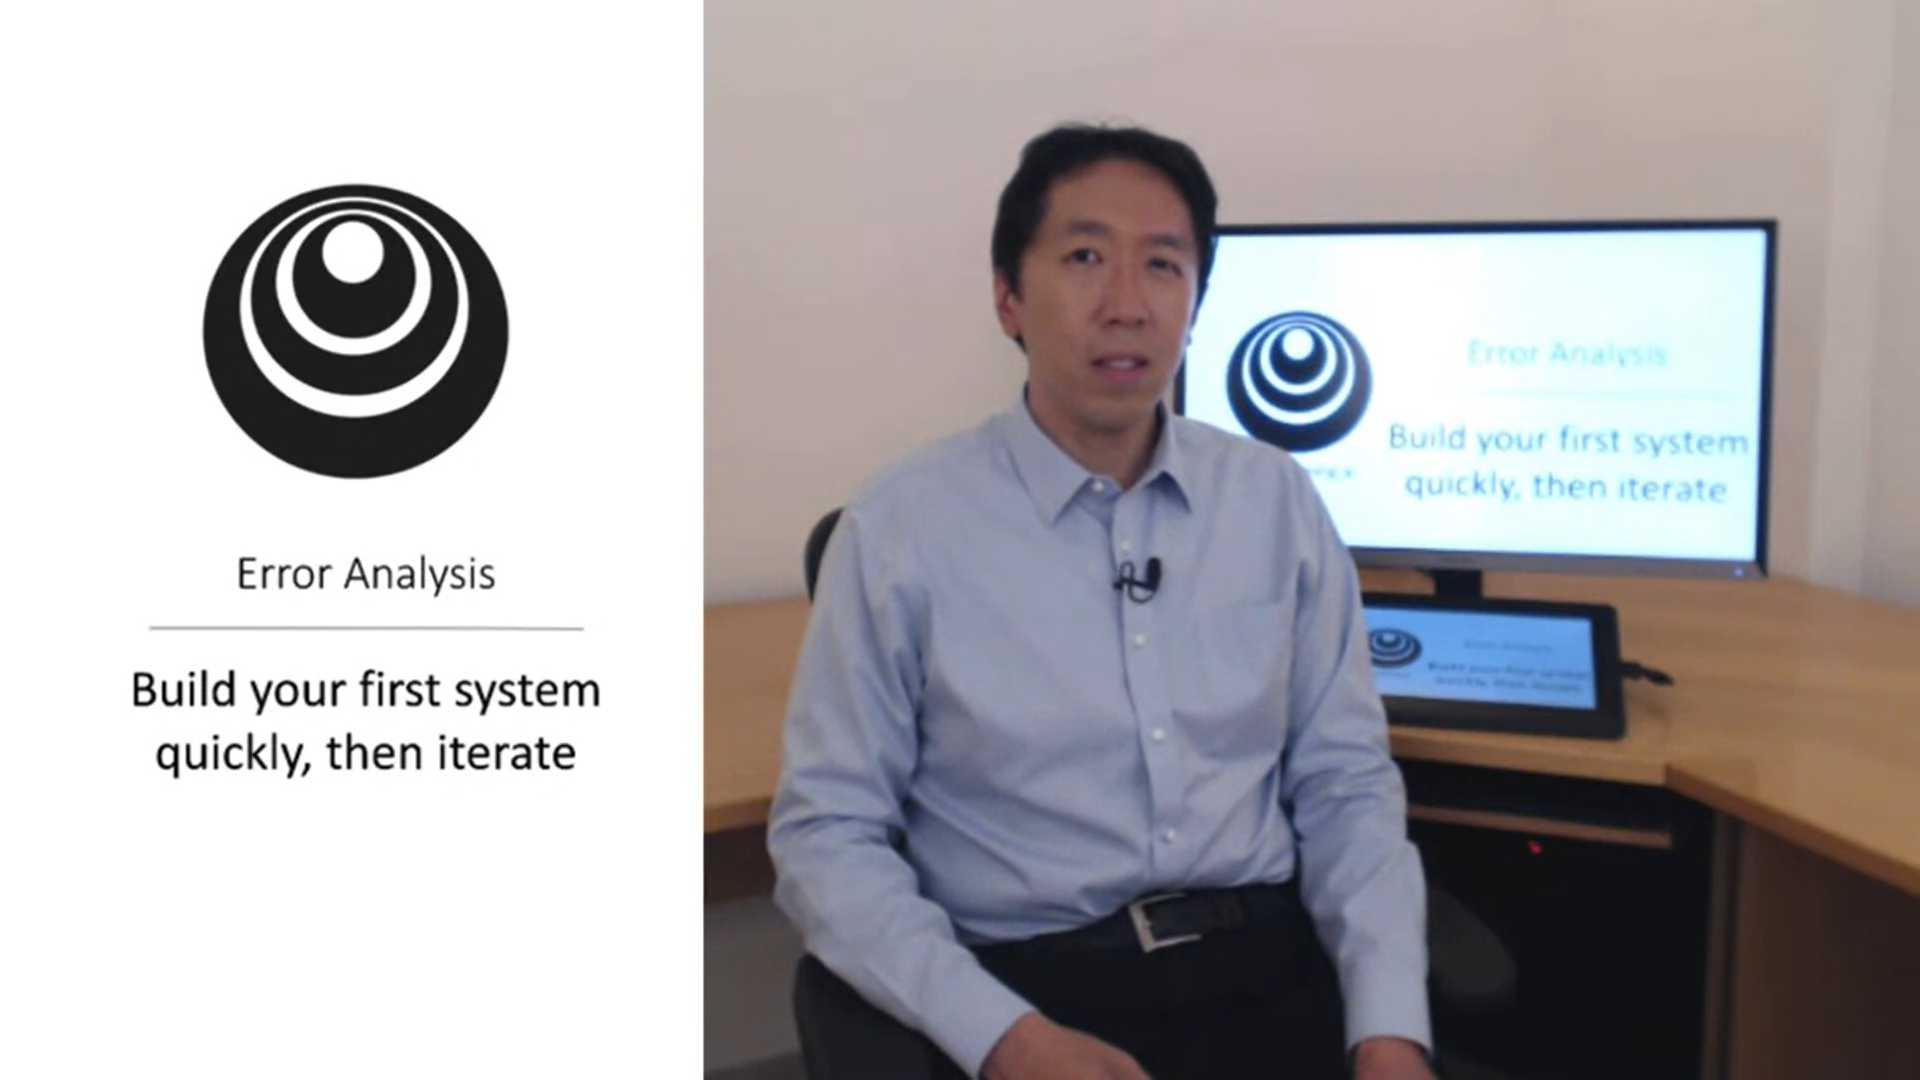 Error Analysis
Build your first system
quickly, then iterate
Error Analysis
Build your first system
quickly, then iterate